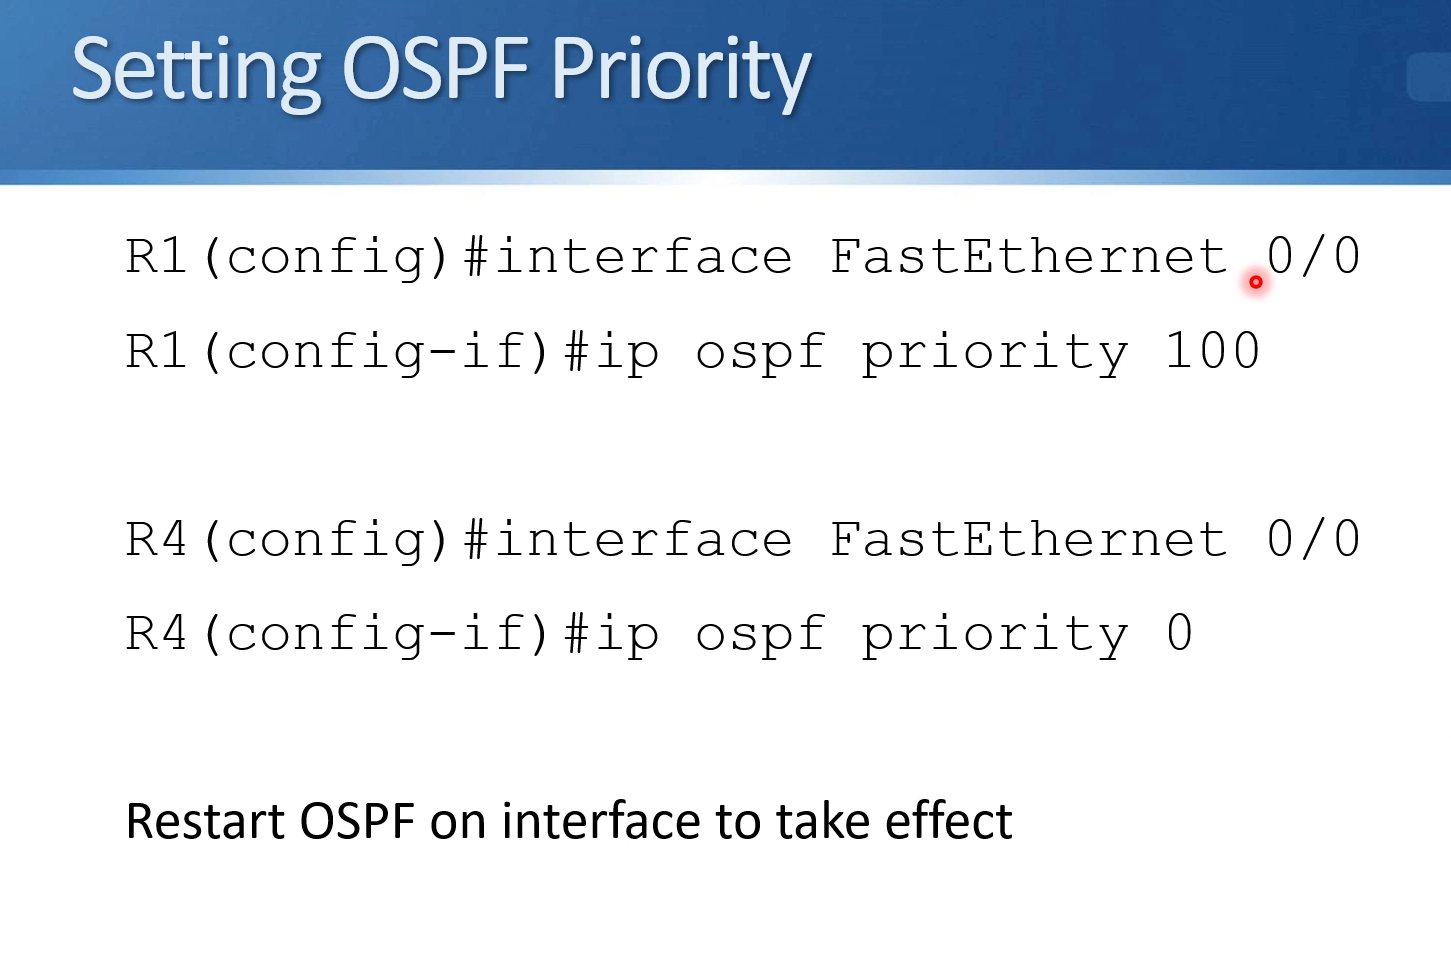 Setting OSPF Priority
R1(config)#interface FastEthernet 0/0
R1(config-if)#ip ospf priority 100
R4(config)#interface FastEthernet 0/0
R4(config-if)#ip ospf priority 0
Restart OSPF on interface to take effect